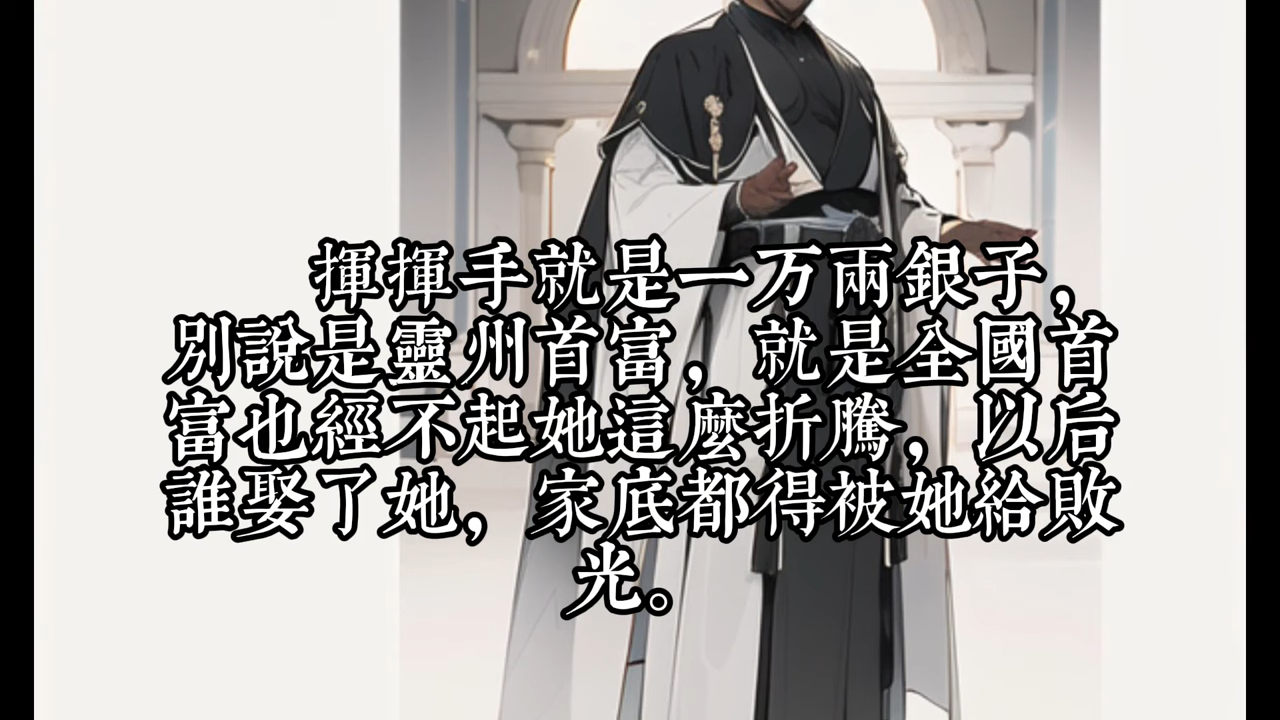 揮揮手就是一万兩銀子，
別說是靈州首富，就是全國首
富也經不起她這麼折騰，以后
誰娶了她，家底都得被她給敗
光。